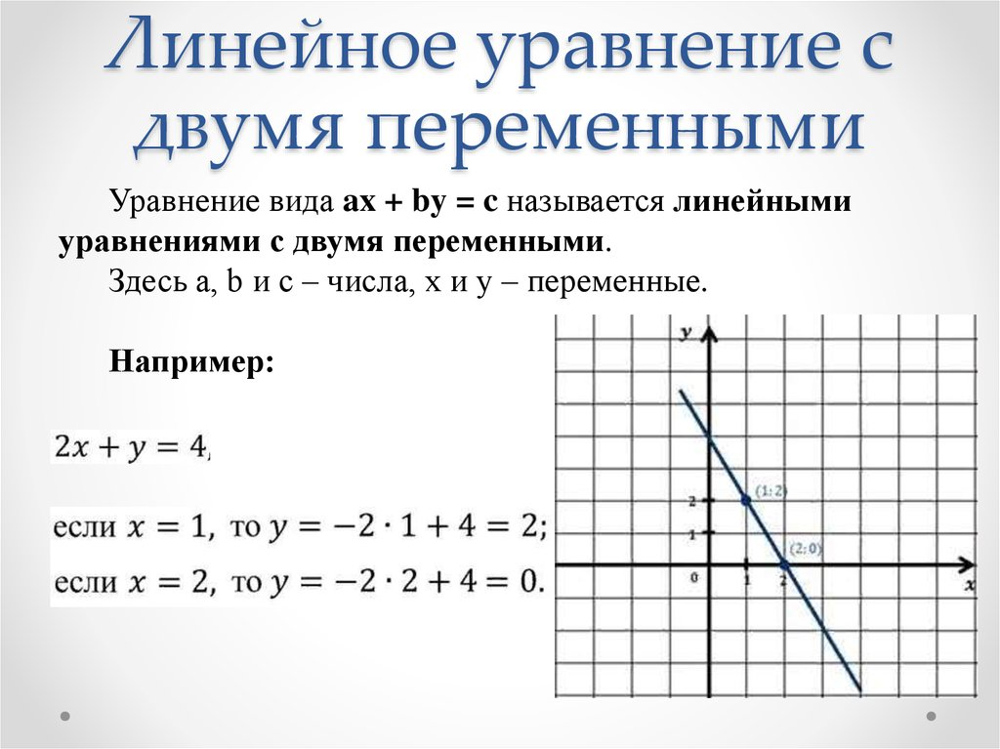 Линейное уравнение с
двумя переменными
Уравнение вида ax + by = c называется линейными
уравнениями с двумя переменными.
Здесь a, b и c – числа, x и y – переменные.
Например:
2x + y = 4,
если x = 1, то y = −2 · 1 + 4 = 2;
если x = 2, то y = −2 · 2 + 4 = 0.
y
(1; 2)
2
1
(2; 0)
0 1 2 x